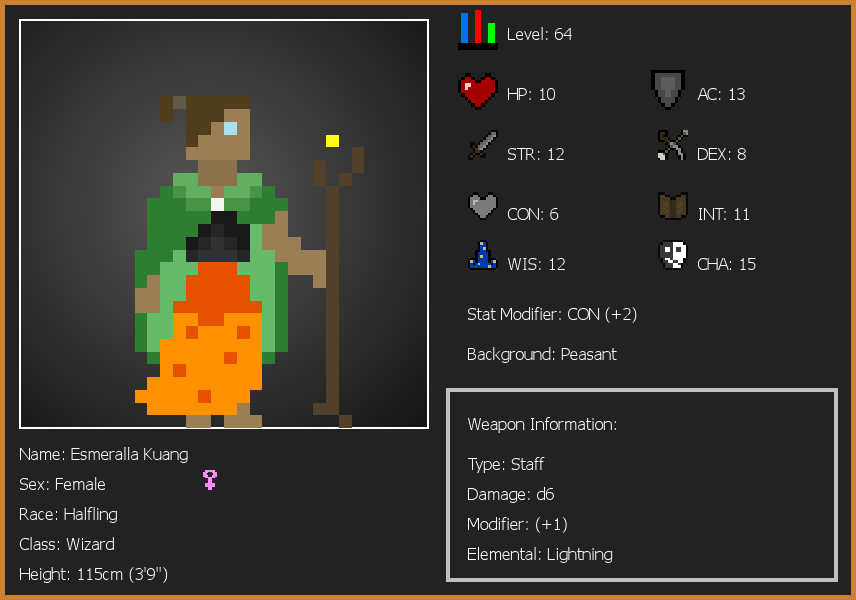 Level: 64
HP: 10
AC: 13
STR: 12
DEX: 8
CON: 6
INT: 11
WIS: 12
CHA: 15
Stat Modifier: CON (+2)
Background: Peasant
Weapon Information:
Type: Staff
Damage: d6
Modifier: (+1)
Elemental: Lightning
Name: Esmeralla Kuang
Sex: Female
Race: Halfling
Class: Wizard
Height: 115cm (3'9")